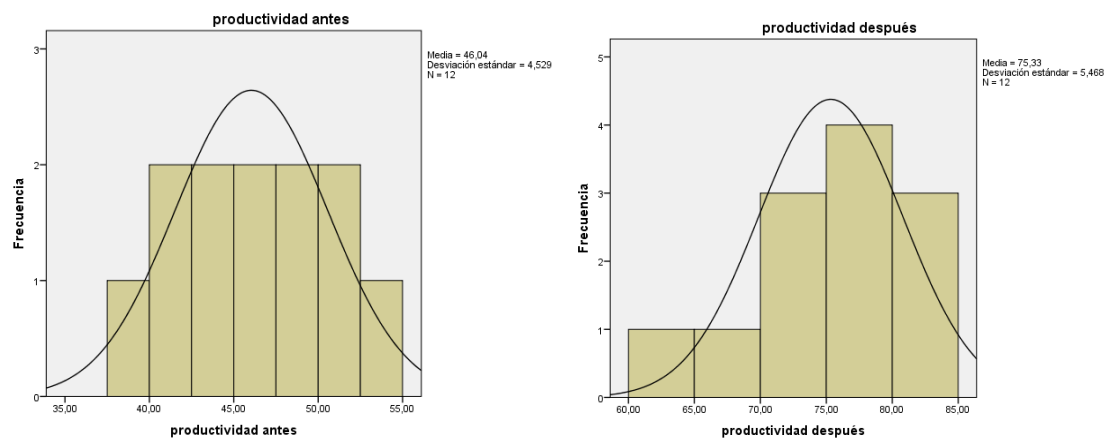 productividad antes
Media = 46,04
Desviación estándar = 4,529
N = 12
Frecuencia
3
2
1
0
35,00 40,00 45,00 50,00 55,00
productividad antes
productividad después
Media = 75,33
Desviación estándar = 5,468
N = 12
Frecuencia
5
4
3
2
1
0
60,00 65,00 70,00 75,00 80,00 85,00
productividad después